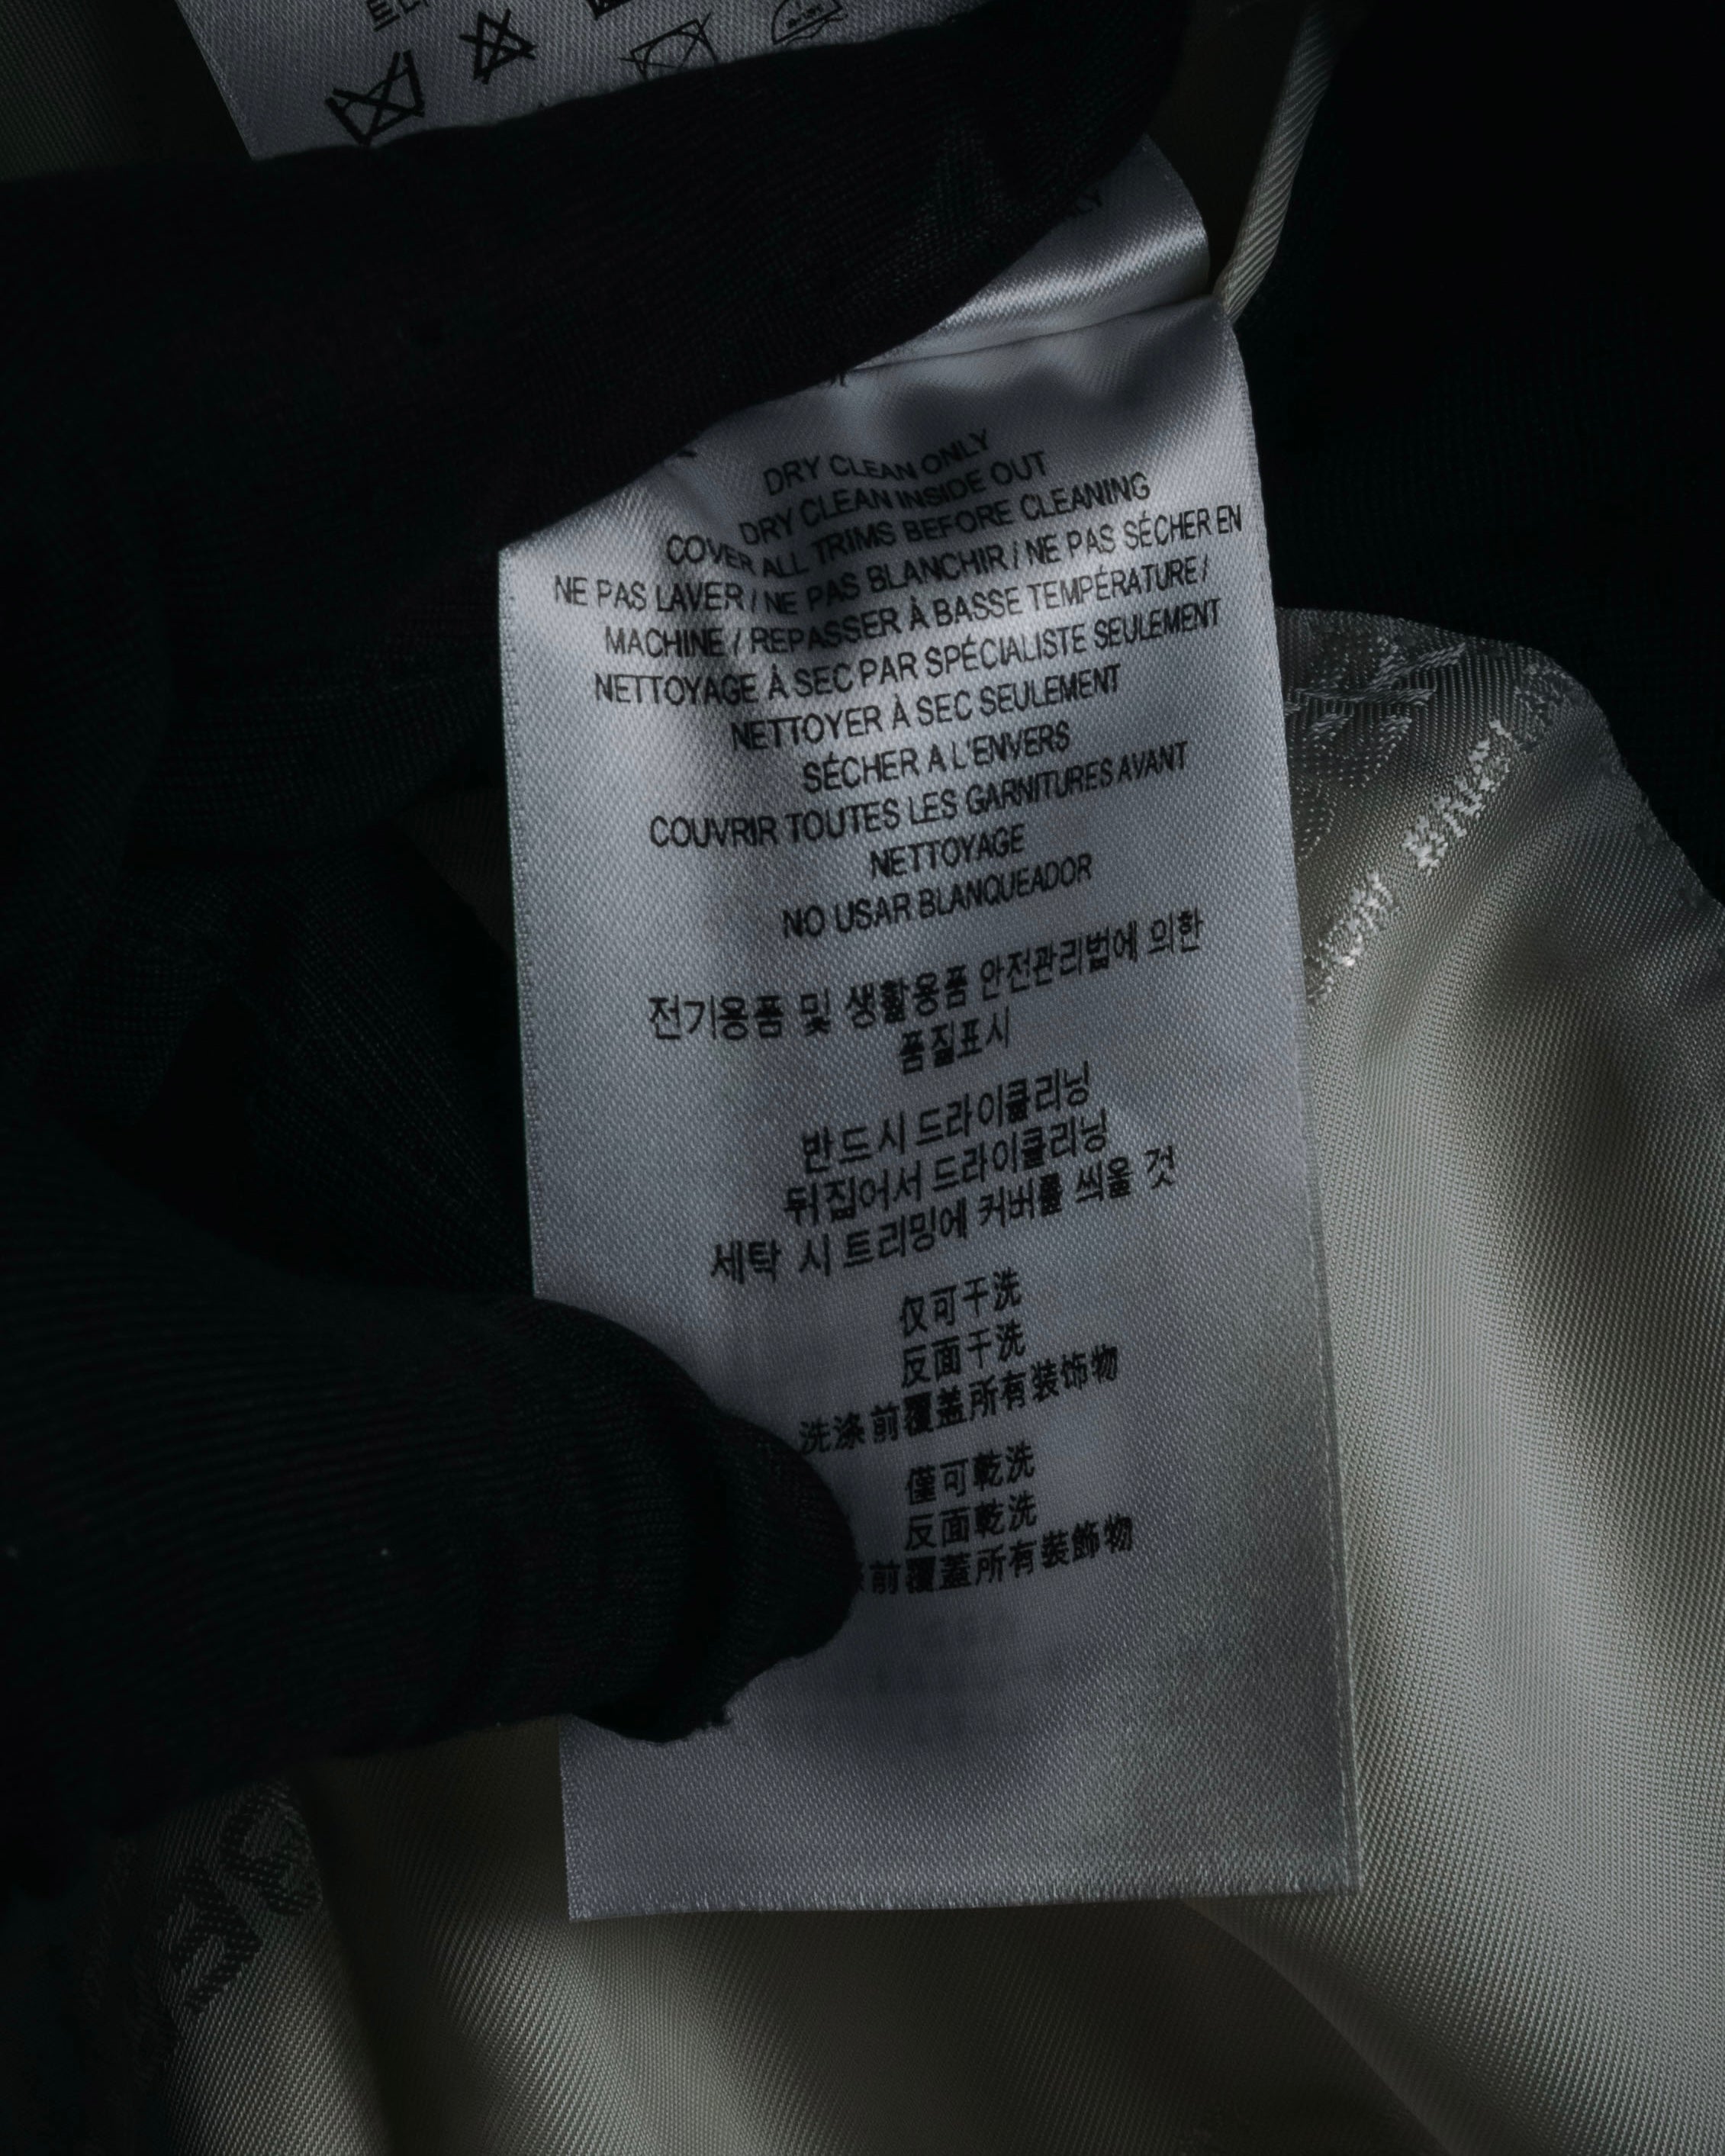 DRY CLEAN ONLY
DRY CLEAN INSIDE OUT
COVER ALL TRIMS BEFORE CLEANING
NE PAS LAVER / NE PAS BLANCHIR / NE PAS SÉCHER EN
MACHINE / REPASSER À BASSE TEMPÉRATURE /
NETTOYAGE À SEC PAR SPÉCIALISTE SEULEMENT
NETTOYER À SEC SEULEMENT
SÉCHER A L'ENVERS
COUVRIR TOUTES LES GARNITURES AVANT
NETTOYAGE
NO USAR BLANQUEADOR
전기용품 및 생활용품 안전관리법에 의한
품질표시
반드시 드라이클리닝
뒤집어서 드라이클리닝
세탁 시 트리밍에 커버를 씌울 것
仅可干洗
反面干洗
洗涤前覆盖所有装饰物
僅可乾洗
反面乾洗
前覆蓋所有裝飾物